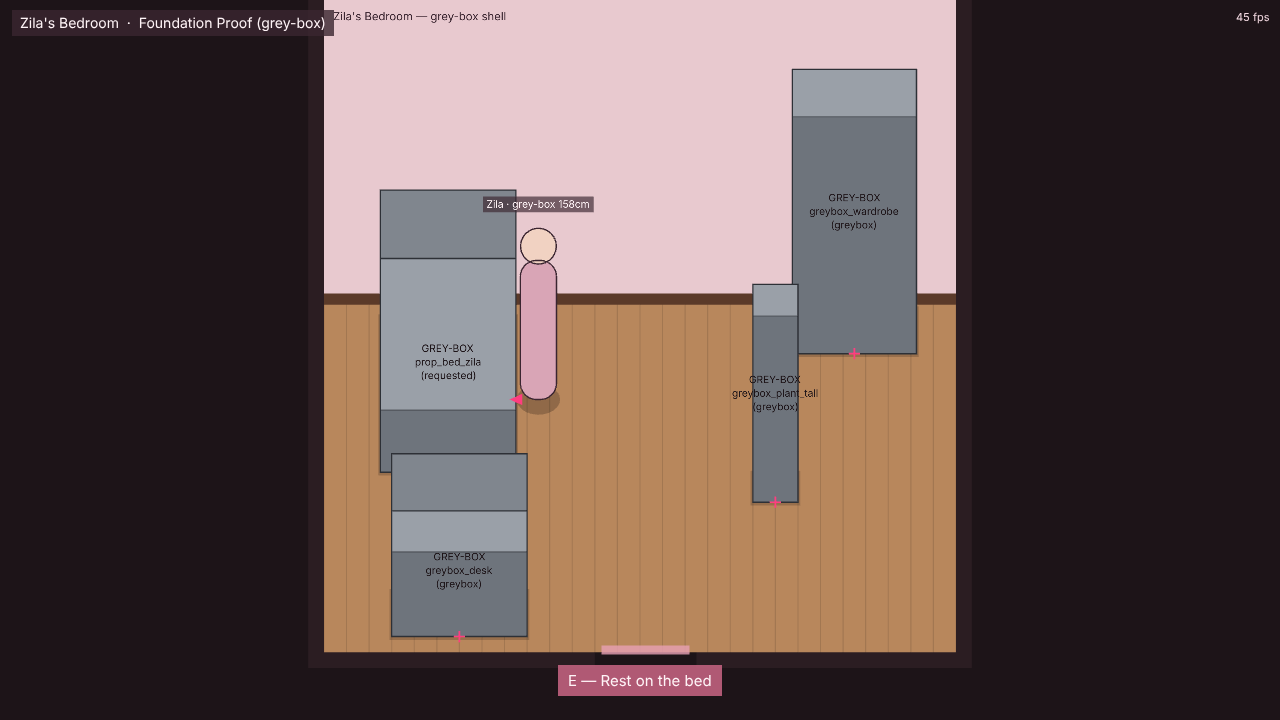 Zila's Bedroom · Foundation Proof (grey-box)
Zila's Bedroom — grey-box shell
45 fps
GREY-BOX
greybox_wardrobe
(greybox)
Zila · grey-box 158cm
GREY-BOX
prop_bed_zila
(requested)
GREY-BOX
greybox_plant_tall
(greybox)
GREY-BOX
greybox_desk
(greybox)
E — Rest on the bed